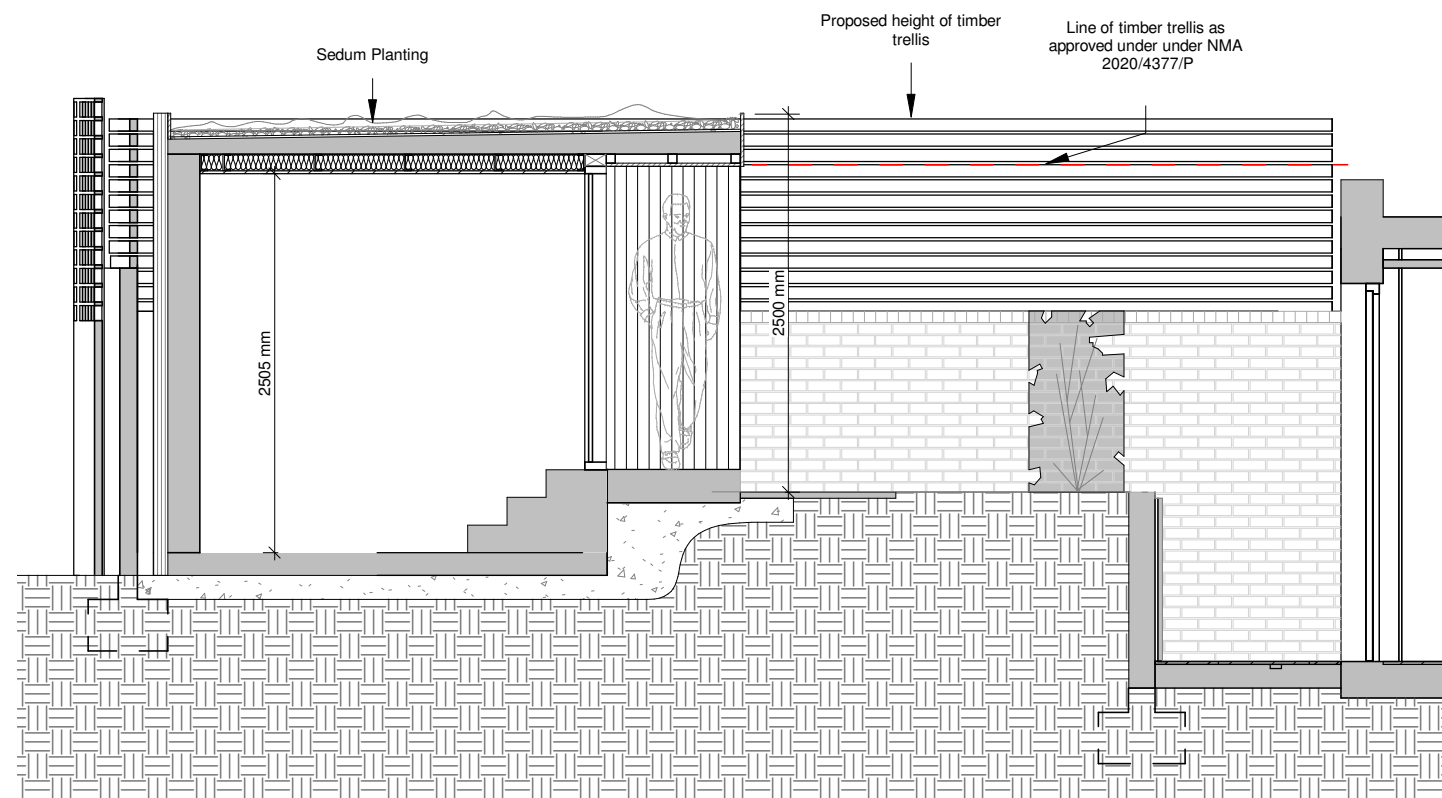 Sedum Planting
Proposed height of timber
trellis
Line of timber trellis as
approved under under NMA
2020/4377/P
2505 mm
2500 mm